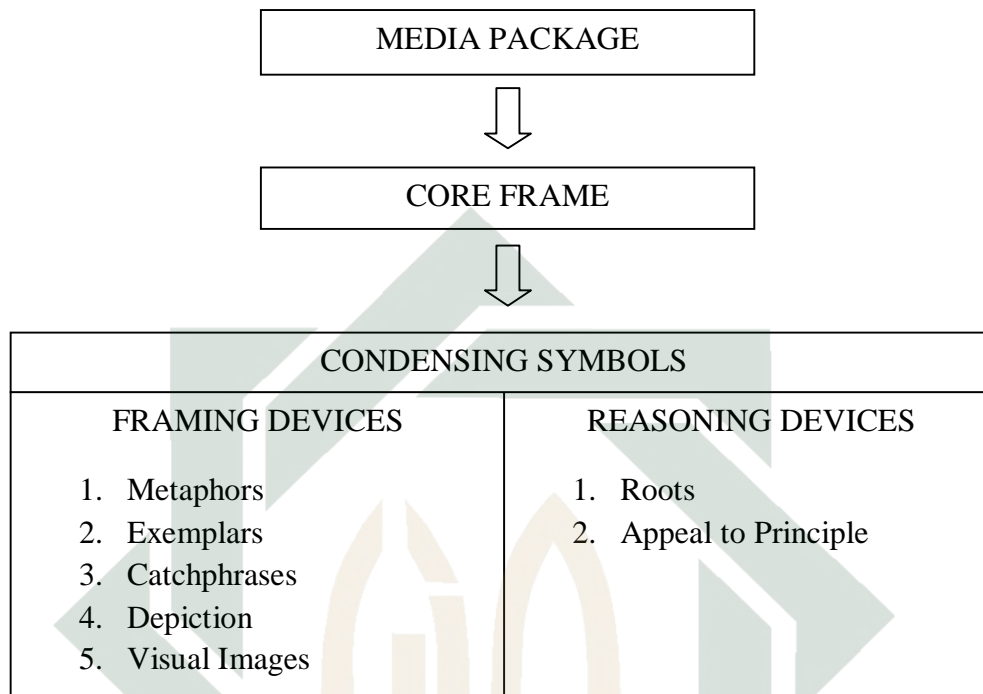 MEDIA PACKAGE
CORE FRAME
CONDENSING SYMBOLS
FRAMING DEVICES
1. Metaphors
2. Exemplars
3. Catchphrases
4. Depiction
5. Visual Images
REASONING DEVICES
1. Roots
2. Appeal to Principle